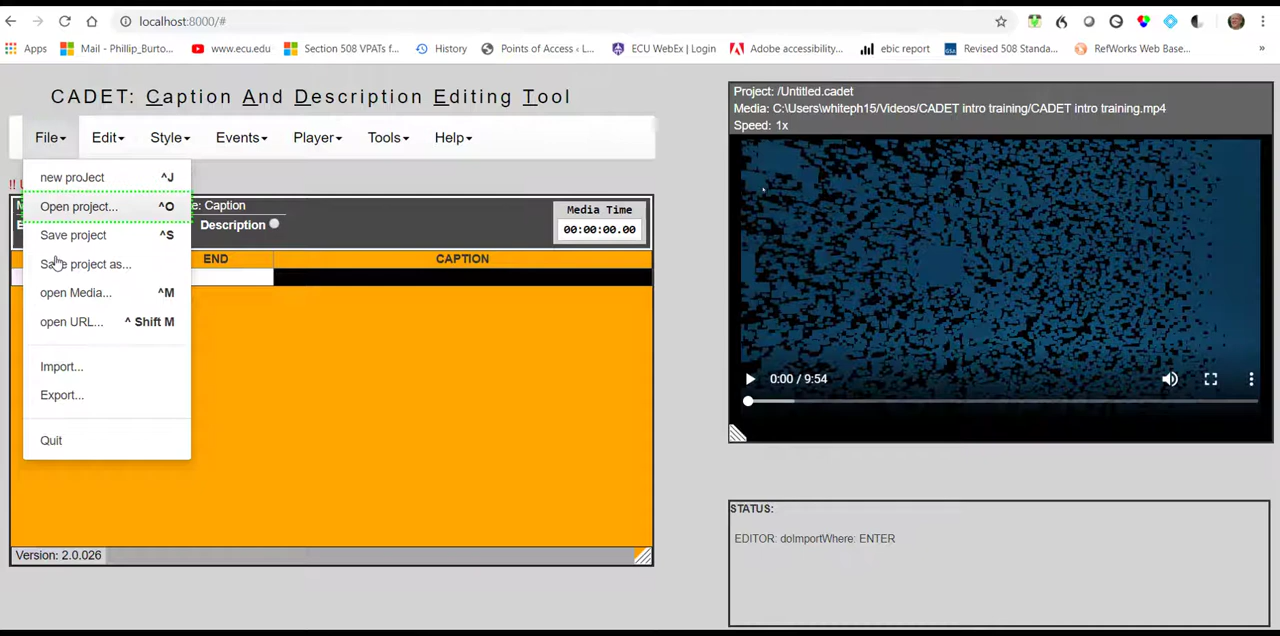 localhost:8000/#
Apps
Mail - Phillip_Burto...
www.ecu.edu
Section 508 VPATs f...
History
Points of Access ‹ L...
ECU WebEx | Login
Adobe accessibility...
ebic report
Revised 508 Standa...
RefWorks Web Base...
»
CADET: Caption And Description Editing Tool
File
Edit
Style
Events
Player
Tools
Help
new proJect ^J
Open project... ^O
Save project ^S
Save project as...
open Media... ^M
open URL... ^ Shift M
Import...
Export...
Quit
!!
e: Caption
Description
Media Time
00:00:00.00
END
CAPTION
Version: 2.0.026
Project: /Untitled.cadet
Media: C:\Users\whiteph15/Videos/CADET intro training/CADET intro training.mp4
Speed: 1x
0:00 / 9:54
STATUS:
EDITOR: doImportWhere: ENTER